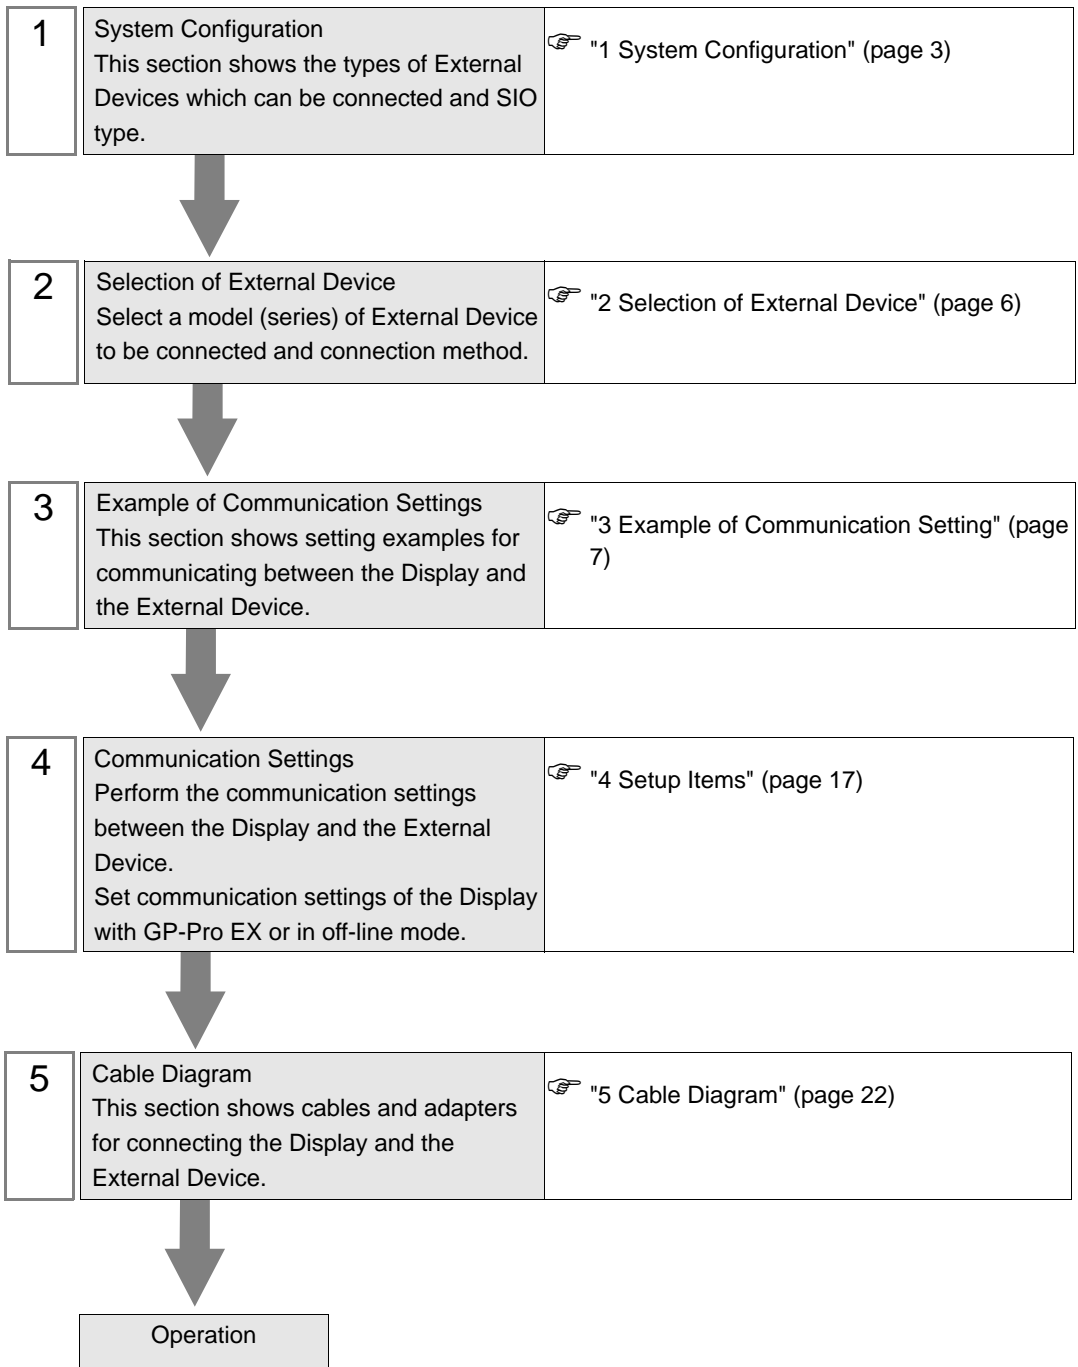 1
System Configuration
This section shows the types of External
Devices which can be connected and SIO
type.
"1 System Configuration" (page 3)
2
Selection of External Device
Select a model (series) of External Device
to be connected and connection method.
"2 Selection of External Device" (page 6)
3
Example of Communication Settings
This section shows setting examples for
communicating between the Display and
the External Device.
"3 Example of Communication Setting" (page
7)
4
Communication Settings
Perform the communication settings
between the Display and the External
Device.
Set communication settings of the Display
with GP-Pro EX or in off-line mode.
"4 Setup Items" (page 17)
5
Cable Diagram
This section shows cables and adapters
for connecting the Display and the
External Device.
"5 Cable Diagram" (page 22)
Operation